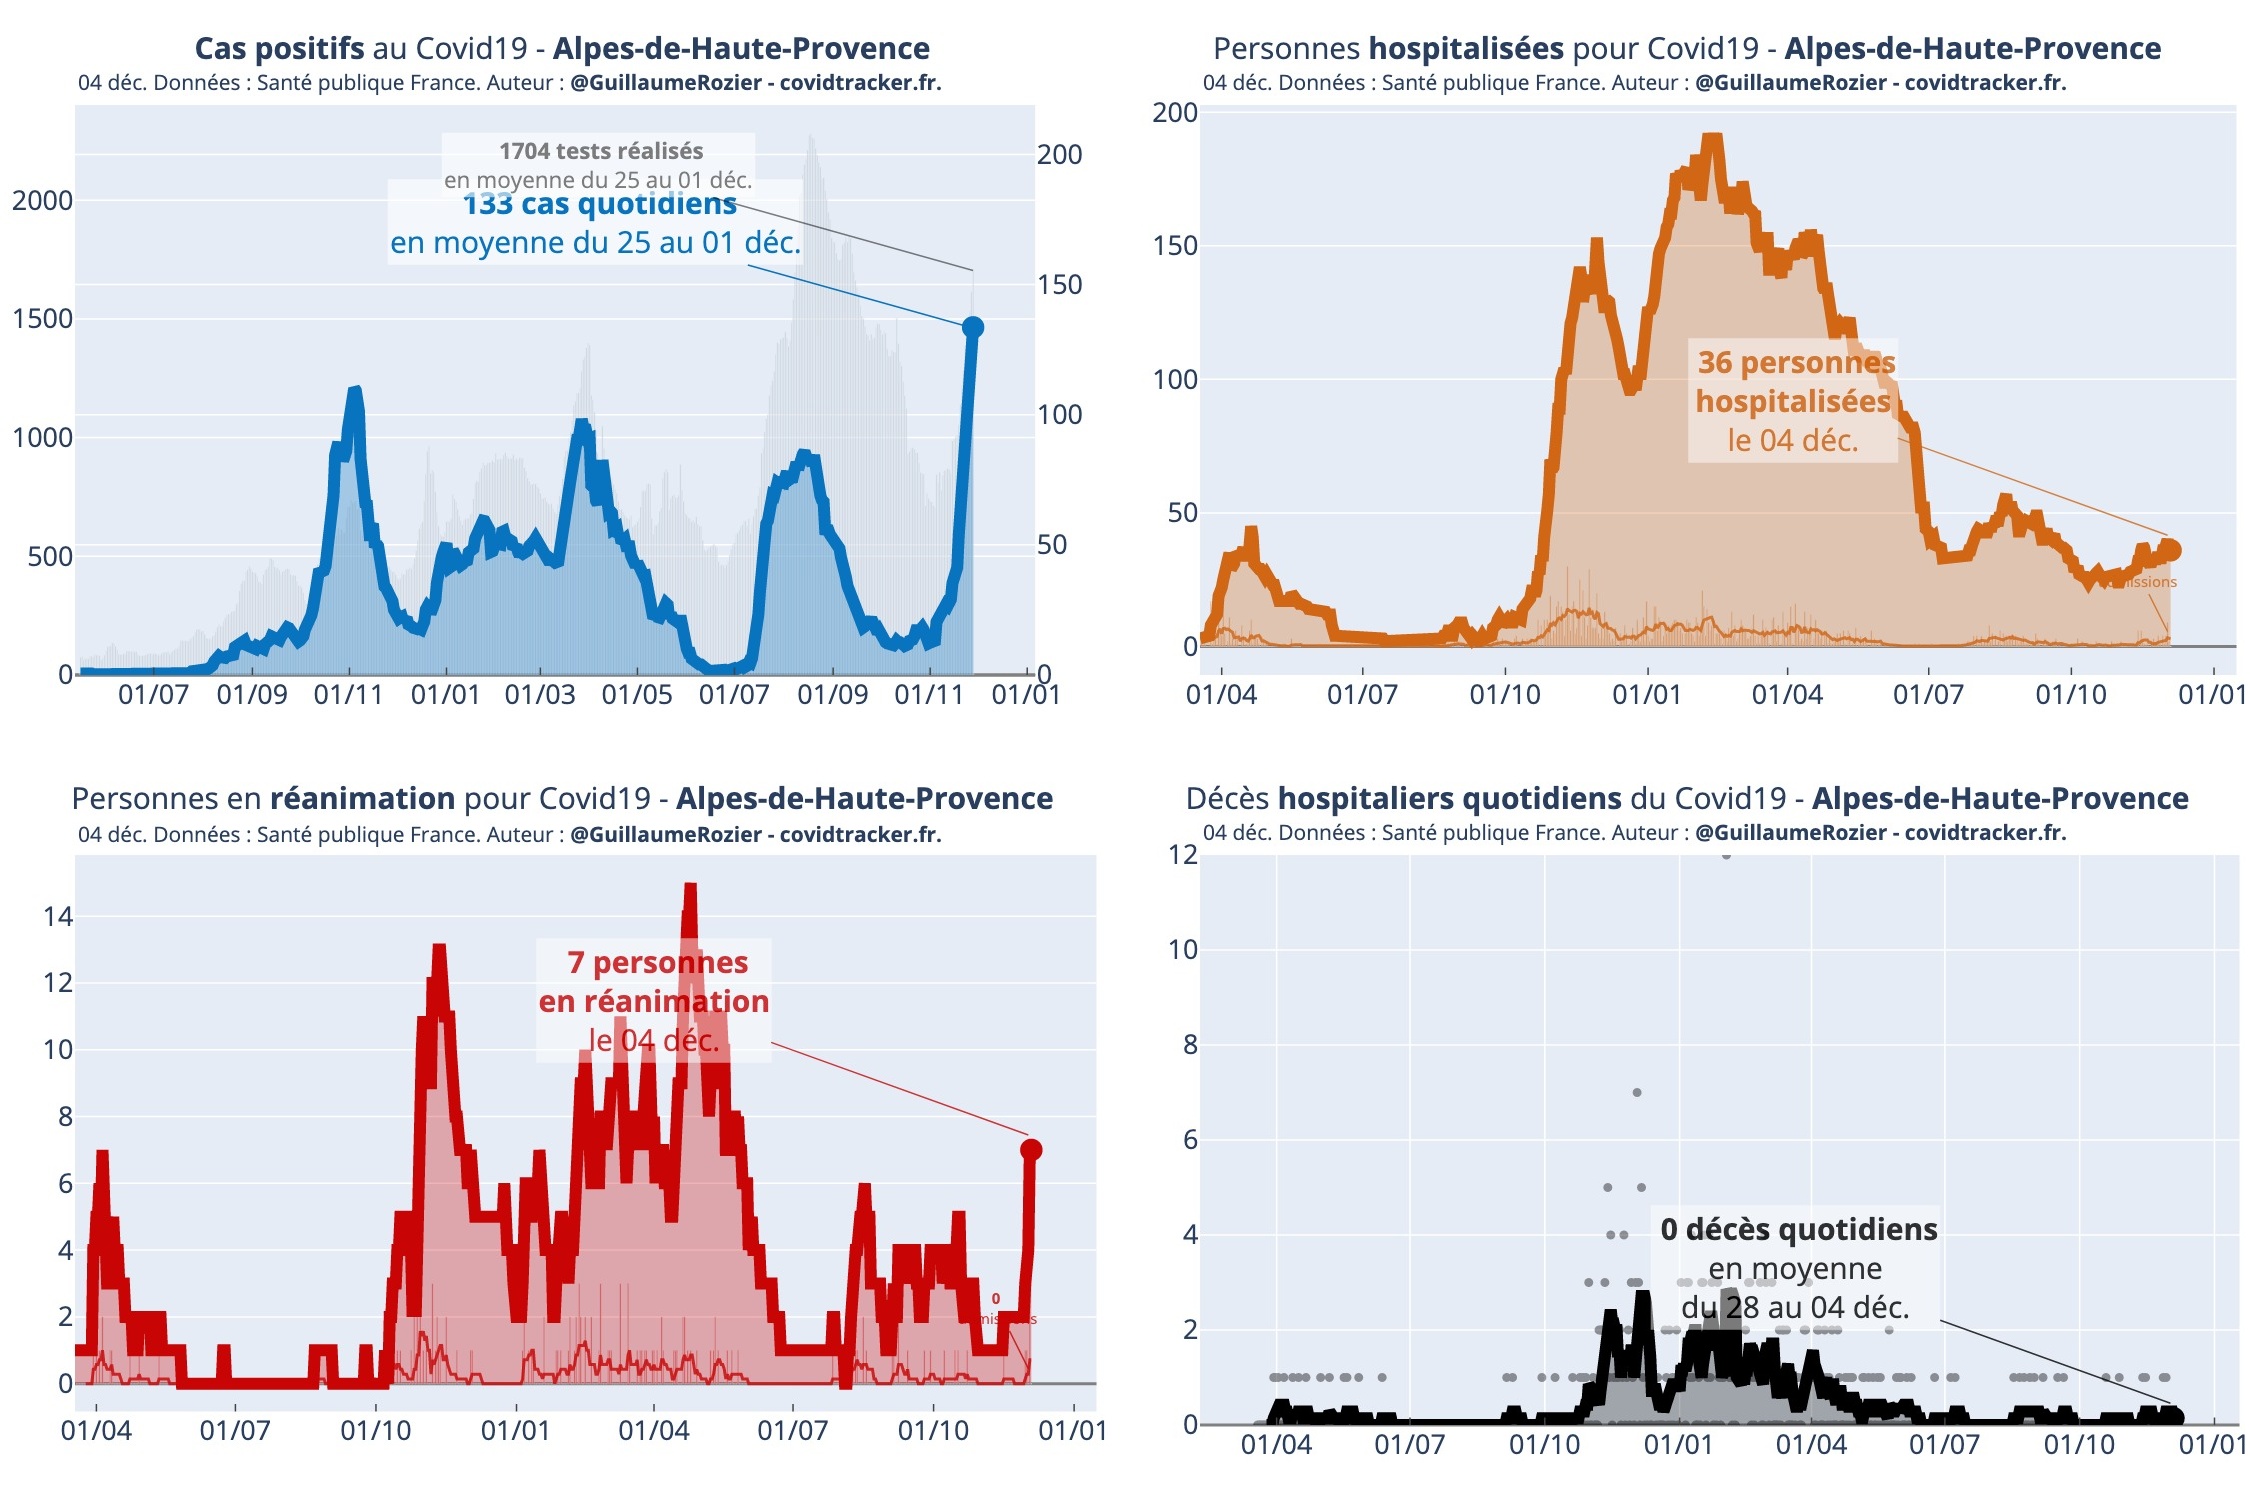 Cas positifs au Covid19 - Alpes-de-Haute-Provence
04 déc. Données : Santé publique France. Auteur : @GuillaumeRozier - covidtracker.fr.
1704 tests réalisés
en moyenne du 25 au 01 déc.
133 cas quotidiens
en moyenne du 25 au 01 déc.
2000
1500
1000
500
0
200
150
100
50
0
01/07 01/09 01/11 01/01 01/03 01/05 01/07 01/09 01/11 01/01
Personnes hospitalisées pour Covid19 - Alpes-de-Haute-Provence
04 déc. Données : Santé publique France. Auteur : @GuillaumeRozier - covidtracker.fr.
200
150
100
50
0
36 personnes
hospitalisées
le 04 déc.
01/04 01/07 01/10 01/01 01/04 01/07 01/10 01/01
Personnes en réanimation pour Covid19 - Alpes-de-Haute-Provence
04 déc. Données : Santé publique France. Auteur : @GuillaumeRozier - covidtracker.fr.
14
12
10
8
6
4
2
0
7 personnes
en réanimation
le 04 déc.
0
01/04 01/07 01/10 01/01 01/04 01/07 01/10 01/01
Décès hospitaliers quotidiens du Covid19 - Alpes-de-Haute-Provence
04 déc. Données : Santé publique France. Auteur : @GuillaumeRozier - covidtracker.fr.
12
10
8
6
4
2
0
0 décès quotidiens
en moyenne
du 28 au 04 déc.
01/04 01/07 01/10 01/01 01/04 01/07 01/10 01/01